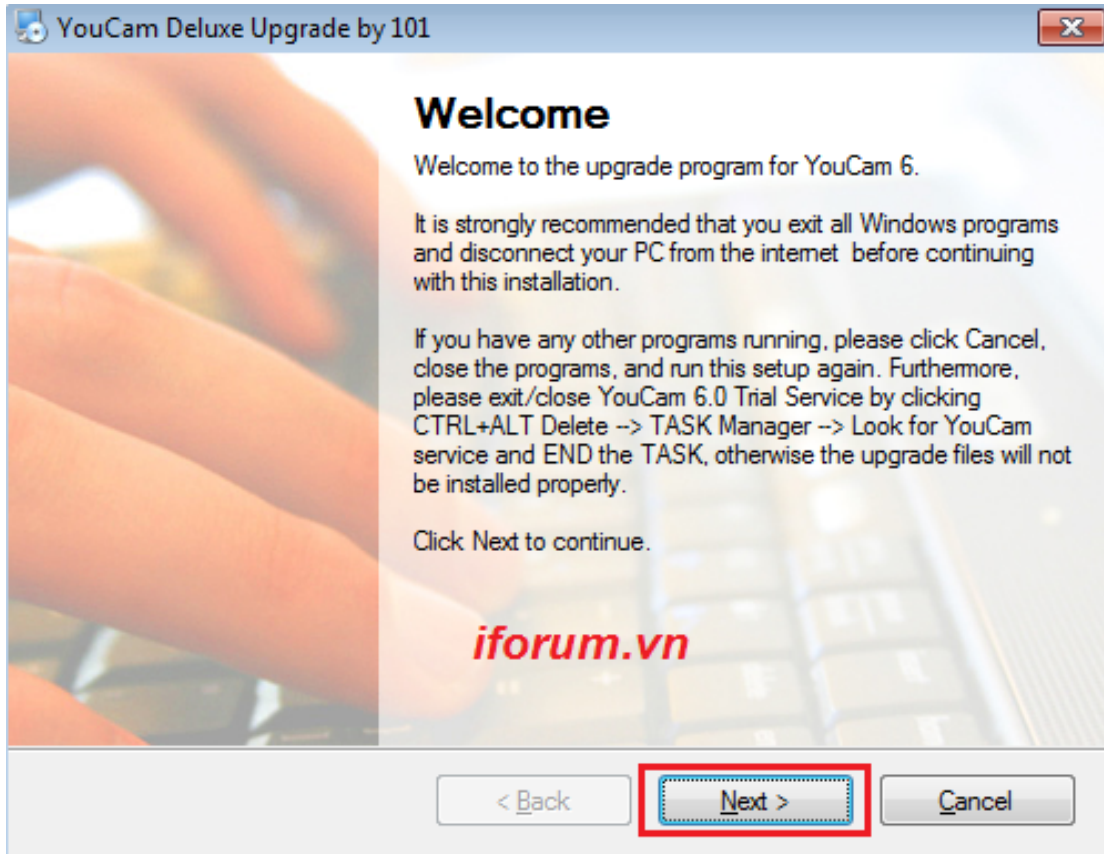 YouCam Deluxe Upgrade by 101
Welcome
Welcome to the upgrade program for YouCam 6.
It is strongly recommended that you exit all Windows programs
and disconnect your PC from the internet  before continuing
with this installation.
If you have any other programs running, please click Cancel,
close the programs, and run this setup again. Furthermore,
please exit/close YouCam 6.0 Trial Service by clicking
CTRL+ALT Delete --> TASK Manager --> Look for YouCam
service and END the TASK, otherwise the upgrade files will not
be installed properly.
Click Next to continue.
iforum.vn
< Back Next > Cancel